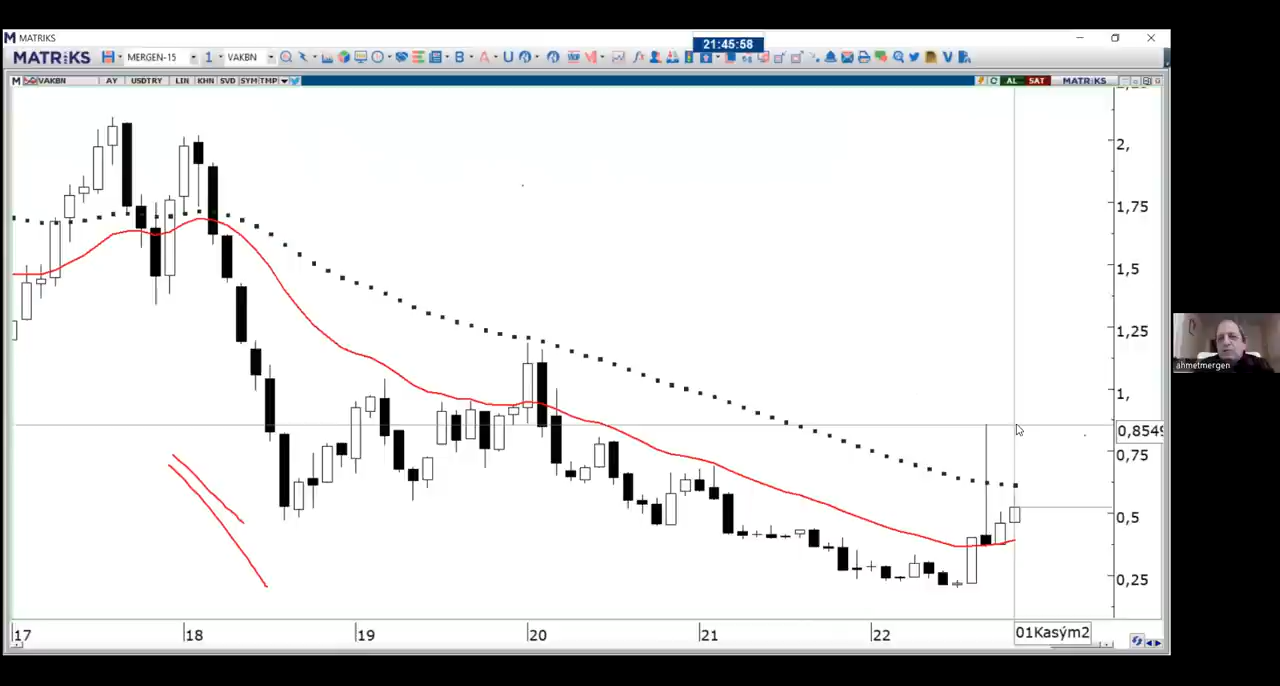 MATRIKS
21:45:58
MATRIKS MERGEN-15 1 VAKBN B A U
VAKBN AY USDTRY LIN KHN SVD SYM TMP C AL SAT MATRIKS
2,
1,75
1,5
1,25
1,
0,8549
0,75
0,5
0,25
ahmetmergen
17 18 19 20 21 22 01Kasým2